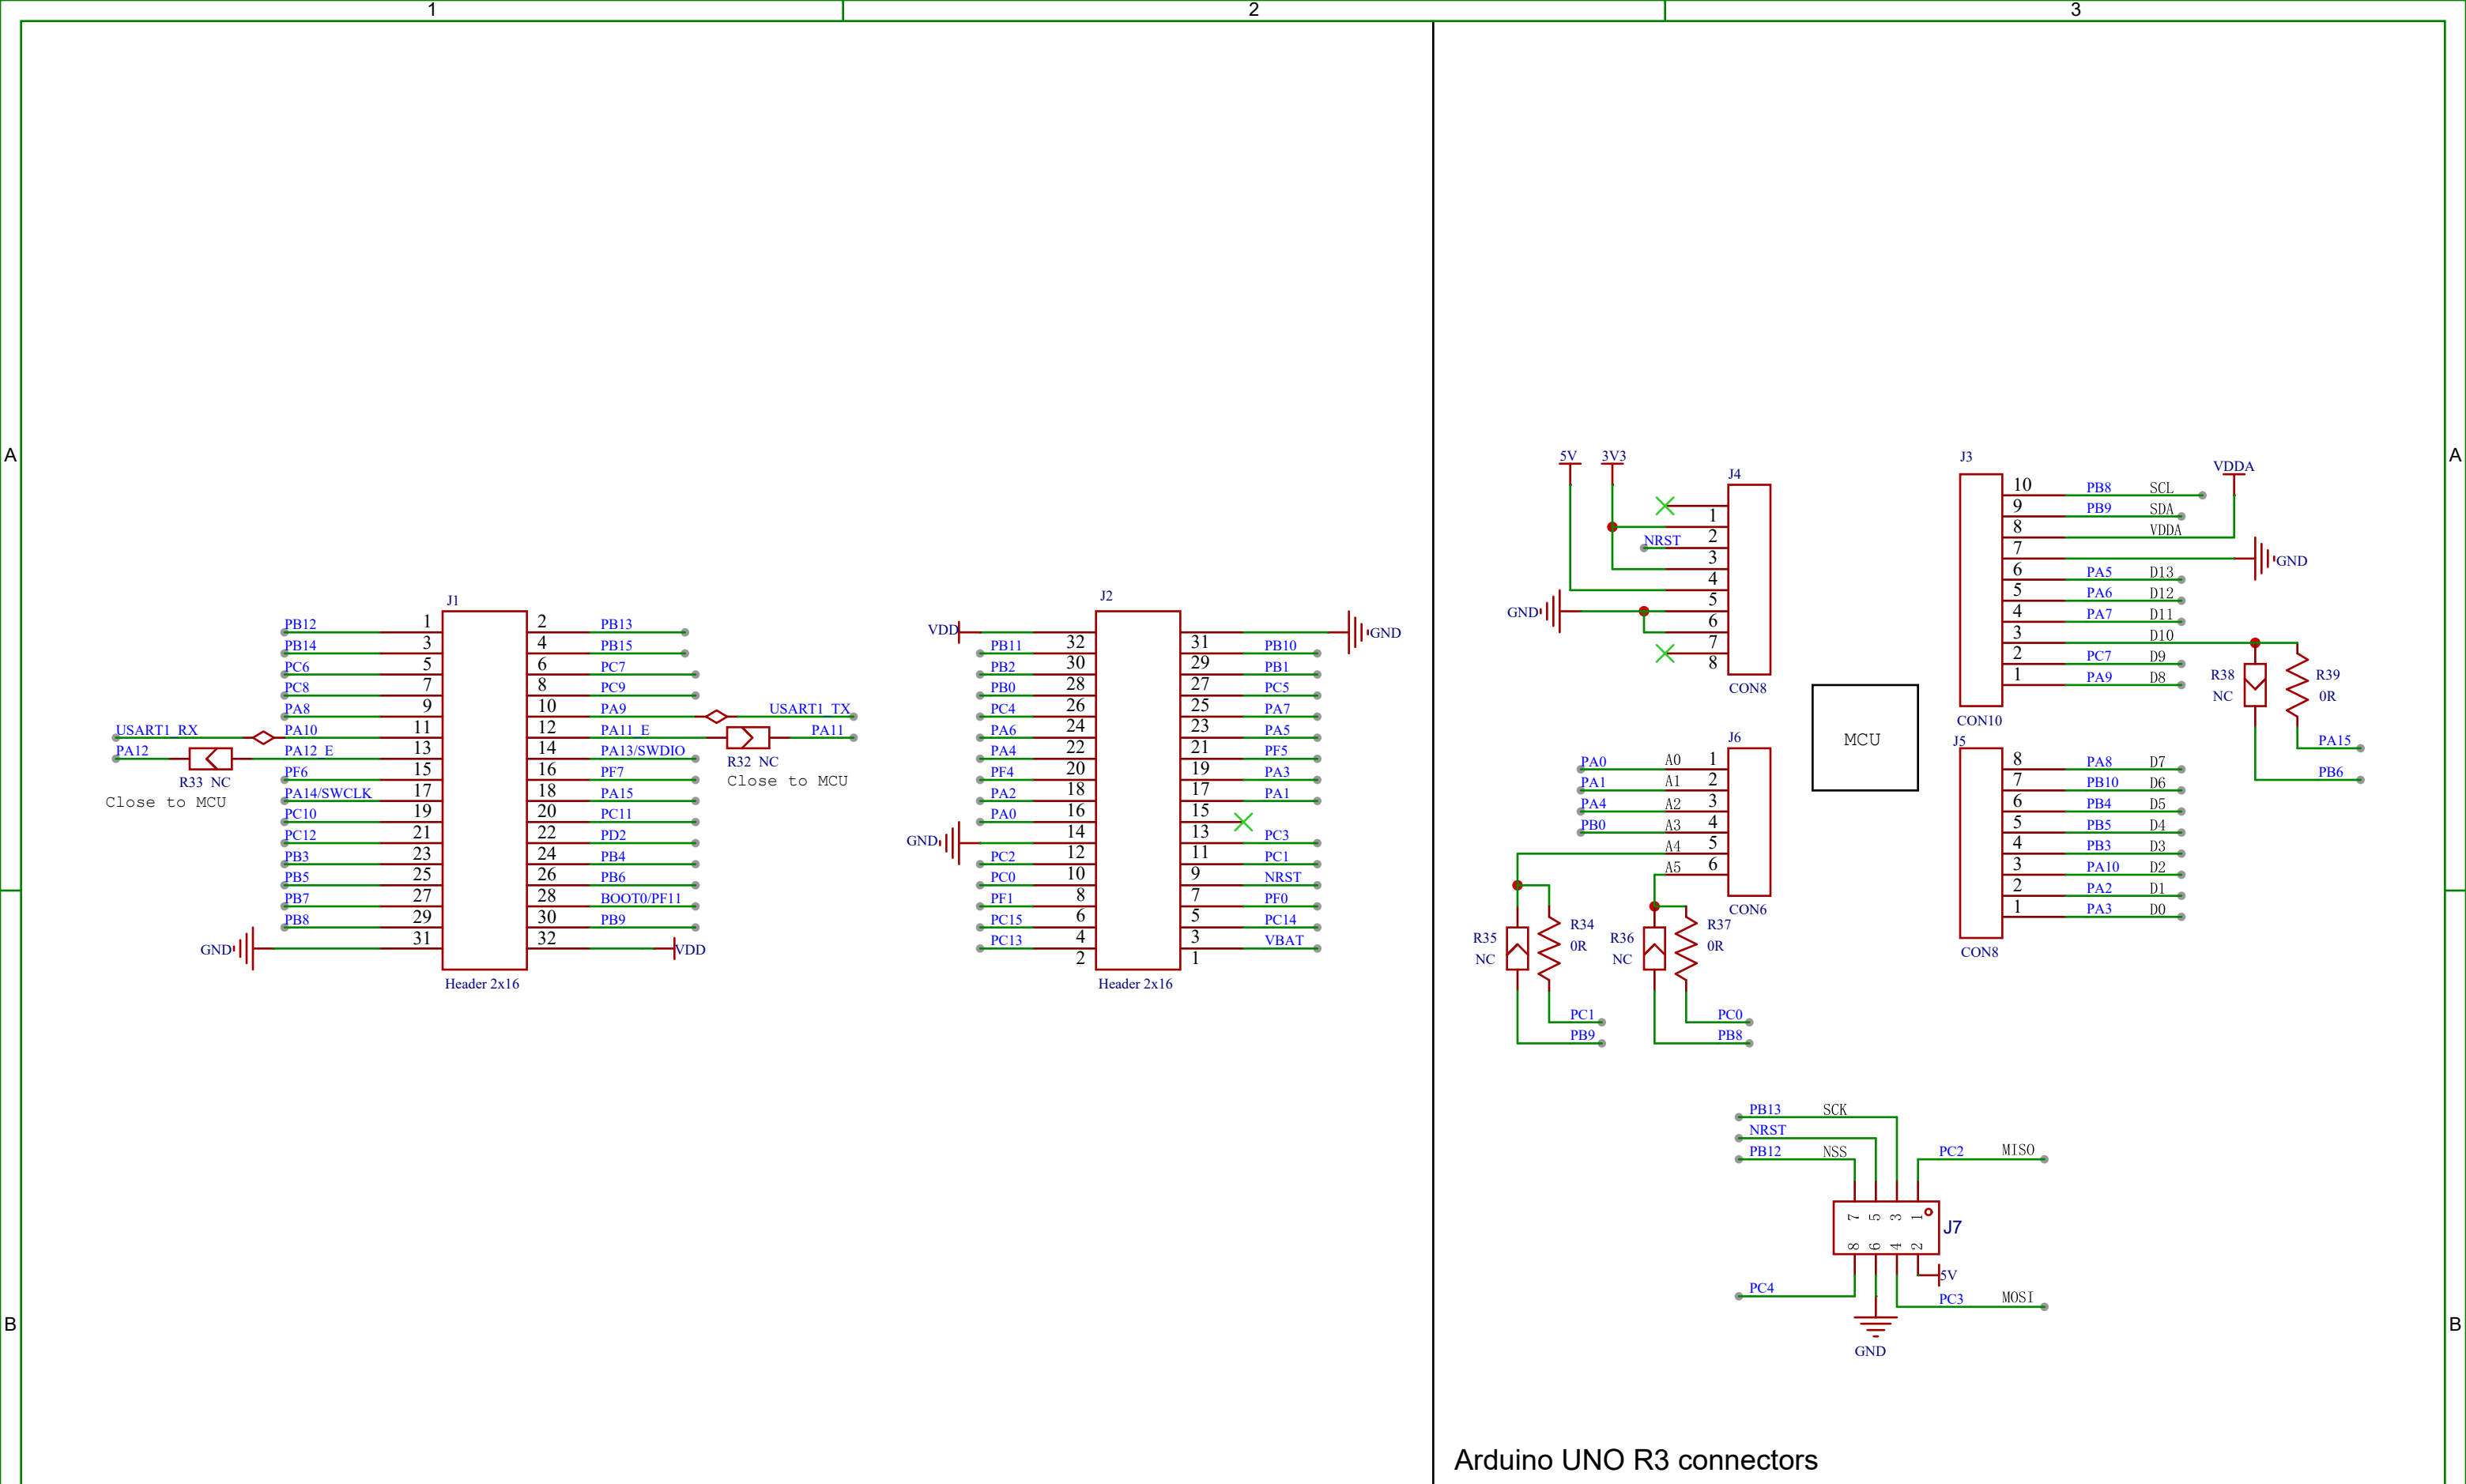 1 2 3
A A
5V 3V3
J4
J3
VDDA
1
2
NRST
3
4
5
GND
6
7
8
CON8
10 PB8 SCL
9 PB9 SDA
8 VDDA
7
GND
6 PA5 D13
5 PA6 D12
4 PA7 D11
3 D10
2 PC7 D9
1 PA9 D8
CON10
R38
NC
R39
0R
PA15
PB6
J1
PB12 1 2 PB13
PB14 3 4 PB15
PC6 5 6 PC7
PC8 7 8 PC9
PA8 9 10 PA9 USART1_TX
USART1_RX PA10 11 12 PA11_E PA11
PA12 PA12_E 13 14 PA13/SWDIO
R33 NC
Close to MCU
R32 NC
Close to MCU
PF6 15 16 PF7
PA14/SWCLK 17 18 PA15
PC10 19 20 PC11
PC12 21 22 PD2
PB3 23 24 PB4
PB5 25 26 PB6
PB7 27 28 BOOT0/PF11
PB8 29 30 PB9
GND 31 32 VDD
Header 2x16
J2
VDD GND
32 31
PB11 PB10
30 29
PB2 PB1
28 27
PB0 PC5
26 25
PC4 PA7
24 23
PA6 PA5
22 21
PA4 PF5
20 19
PF4 PA3
18 17
PA2 PA1
16 15
PA0
14 13
GND PC3
12 11
PC2 PC1
10 9
PC0 NRST
8 7
PF1 PF0
6 5
PC15 PC14
4 3
PC13 VBAT
2 1
Header 2x16
MCU
J6
PA0 A0 1
PA1 A1 2
PA4 A2 3
PB0 A3 4
A4 5
A5 6
CON6
R35
NC
R34
0R
R36
NC
R37
0R
PC1
PB9
PC0
PB8
J5
8 PA8 D7
7 PB10 D6
6 PB4 D5
5 PB5 D4
4 PB3 D3
3 PA10 D2
2 PA2 D1
1 PA3 D0
CON8
PB13 SCK
NRST
PB12 NSS
PC2 MISO
7 5 3 1
J7
8 6 4 2
5V
PC4
PC3 MOSI
GND
B B
Arduino UNO R3 connectors